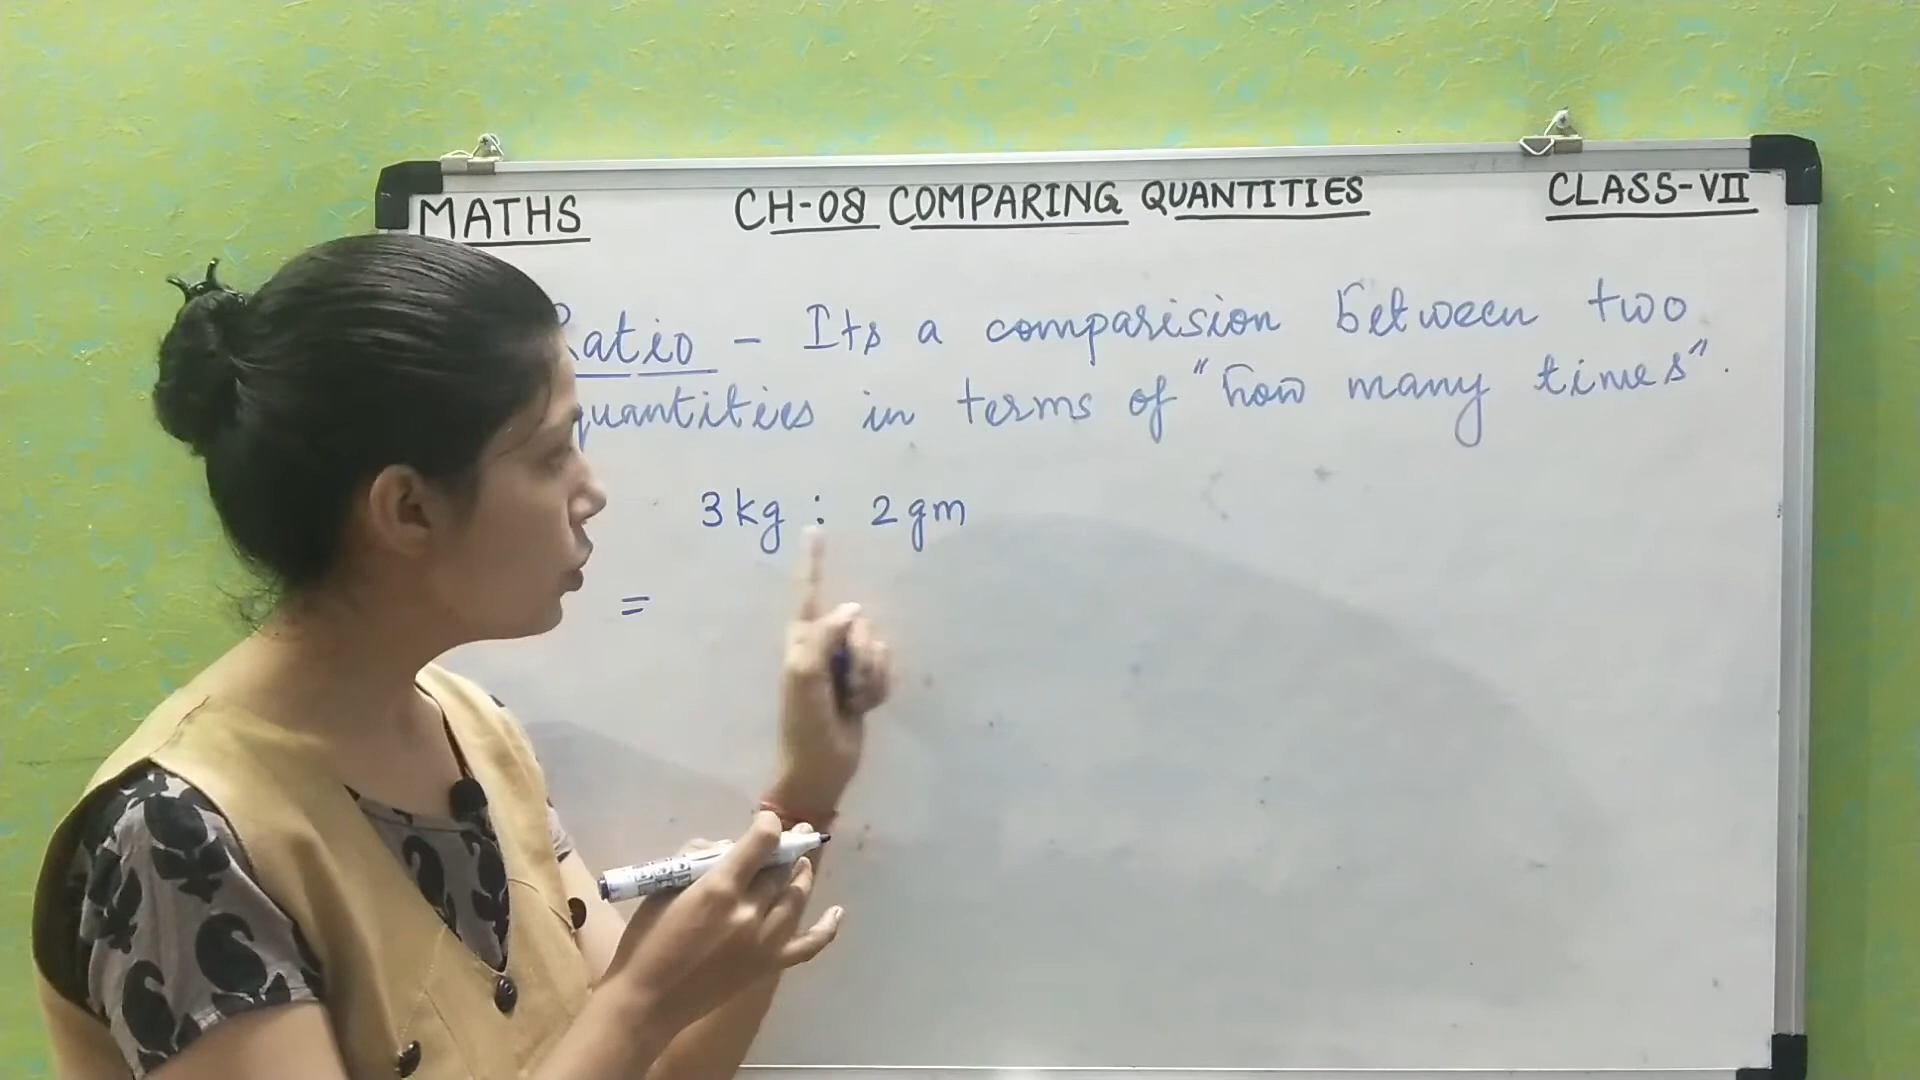 MATHS CH-08 COMPARING QUANTITIES CLASS-VII
Ratio - Its a comparision between two
quantities in terms of "how many times".
3kg : 2gm
=